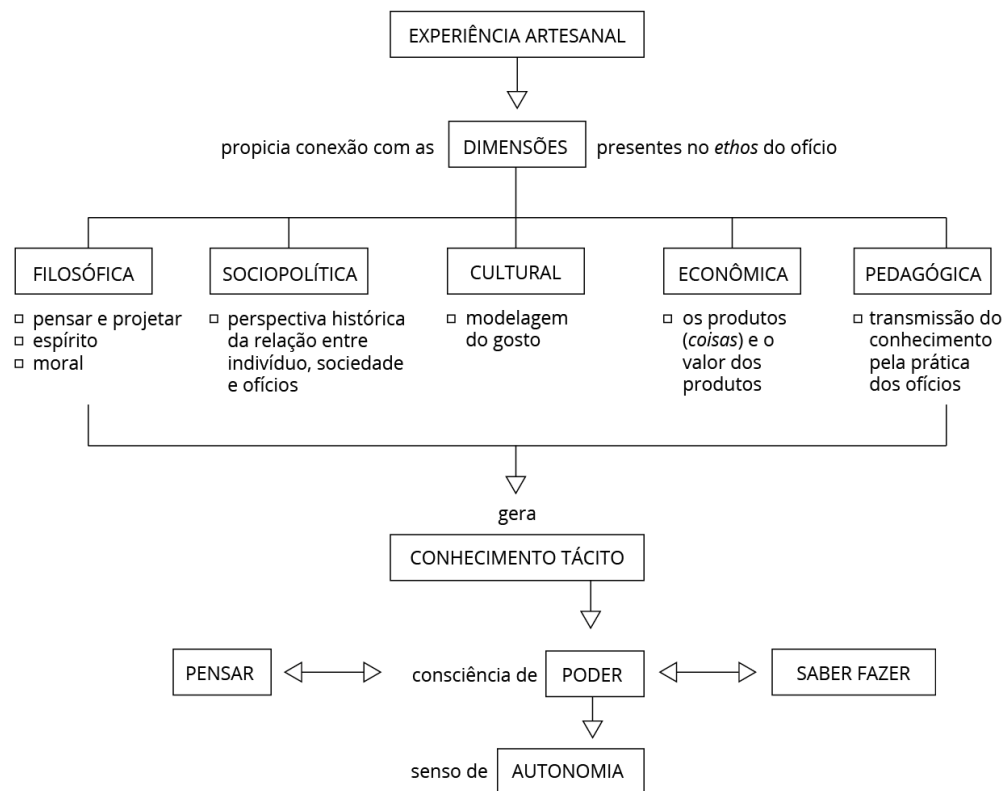 EXPERIÊNCIA ARTESANAL
propicia conexão com as DIMENSÕES presentes no ethos do ofício
FILOSÓFICA
pensar e projetar
espírito
moral
SOCIOPOLÍTICA
perspectiva histórica
da relação entre
indivíduo, sociedade
e ofícios
CULTURAL
modelagem
do gosto
ECONÔMICA
os produtos
(coisas) e o
valor dos
produtos
PEDAGÓGICA
transmissão do
conhecimento
pela prática
dos ofícios
gera
CONHECIMENTO TÁCITO
PENSAR consciência de PODER SABER FAZER
senso de AUTONOMIA